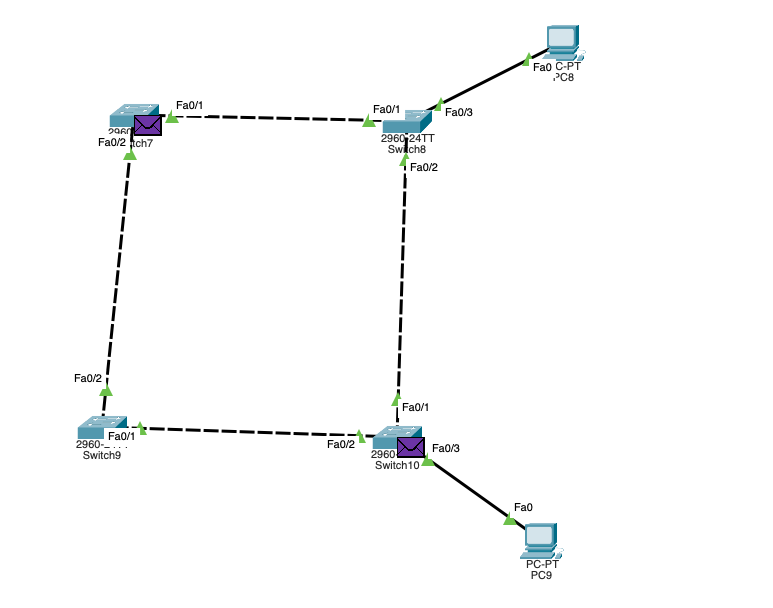 Fa0
C-PT
PC8
Fa0/1
Fa0/1
Fa0/3
2960
Fa0/2
tch7
2960-24TT
Switch8
Fa0/2
Fa0/2
Fa0/1
Fa0/1
Switch9
Fa0/2
2960-
Fa0/3
Switch10
Fa0
PC-PT
PC9